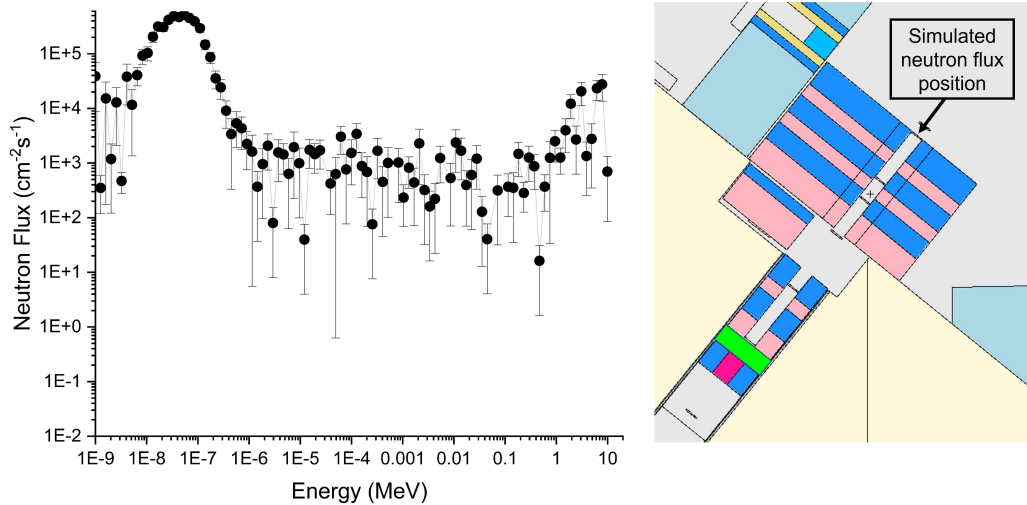 Neutron Flux (cm⁻²s⁻¹)
1E+5
1E+4
1E+3
1E+2
1E+1
1E+0
1E-1
1E-2
1E-9 1E-8 1E-7 1E-6 1E-5 1E-4 0.001 0.01 0.1 1 10
Energy (MeV)
Simulated
neutron flux
position